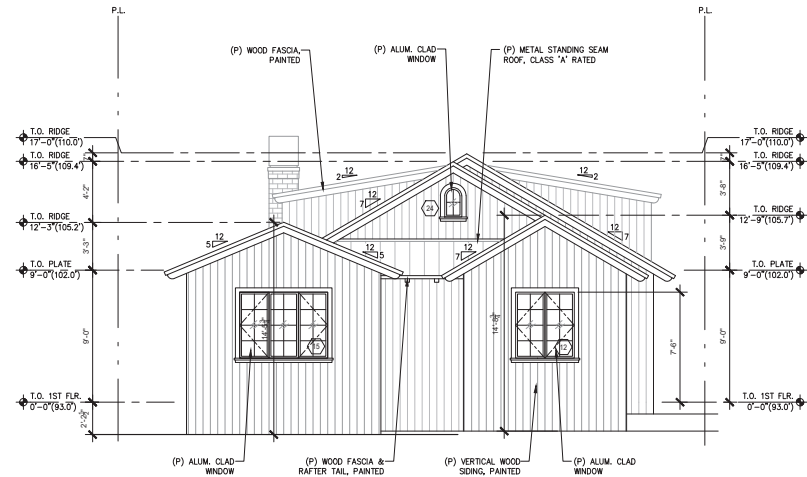 P.L.
P.L.
(P) WOOD FASCIA,
PAINTED
(P) ALUM. CLAD
WINDOW
(P) METAL STANDING SEAM
ROOF, CLASS 'A' RATED
T.O. RIDGE
17'-0"(110.0')
T.O. RIDGE
16'-5"(109.4')
T.O. RIDGE
12'-3"(105.2')
T.O. PLATE
9'-0"(102.0')
T.O. 1ST FLR.
0'-0"(93.0')
T.O. RIDGE
17'-0"(110.0')
T.O. RIDGE
16'-5"(109.4')
T.O. RIDGE
12'-9"(105.7')
T.O. PLATE
9'-0"(102.0')
T.O. 1ST FLR.
0'-0"(93.0')
7"
4'-2"
3'-3"
9'-0"
7"
3'-8"
3'-9"
9'-0"
7'-6"
12
2
12
2
12
7
12
7
12
5
12
5
12
7
24
15
12
(P) ALUM. CLAD
WINDOW
(P) WOOD FASCIA &
RAFTER TAIL, PAINTED
(P) VERTICAL WOOD
SIDING, PAINTED
(P) ALUM. CLAD
WINDOW